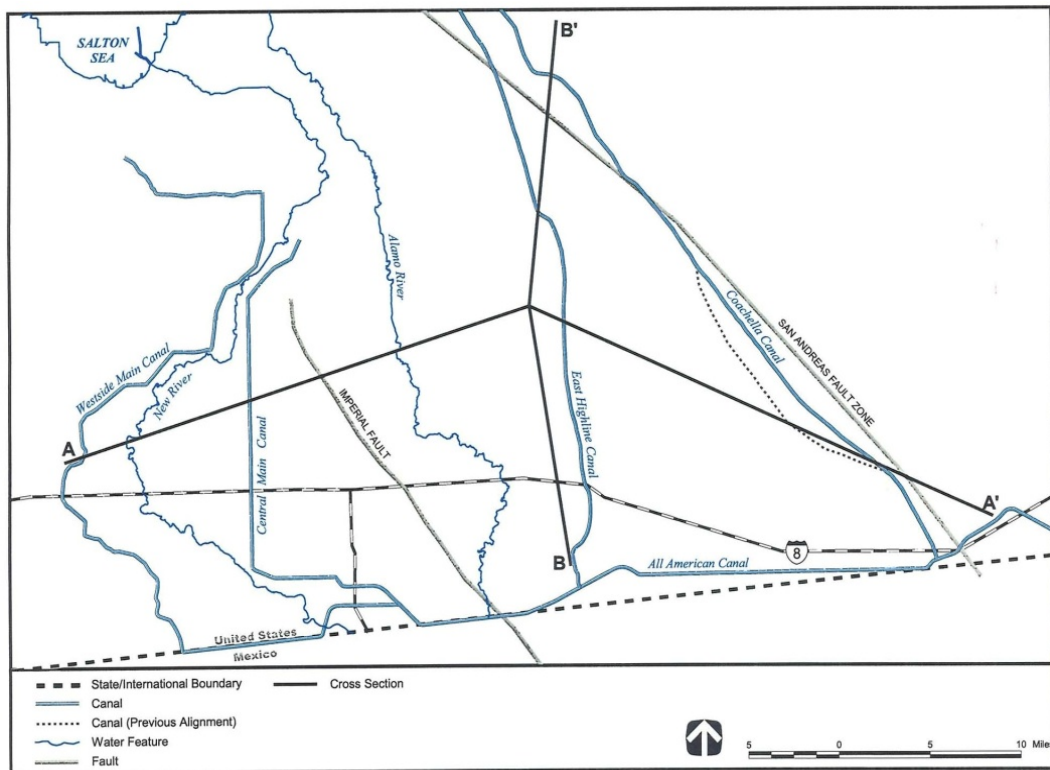 SALTON
SEA
B'
Alamo River
Coachella Canal
SAN ANDREAS FAULT ZONE
Westside Main Canal
New River
IMPERIAL FAULT
East Highline Canal
A
Central Main Canal
A'
8
B
All American Canal
United States
Mexico
State/International Boundary
Cross Section
Canal
Canal (Previous Alignment)
Water Feature
Fault
5 0 5 10 Miles